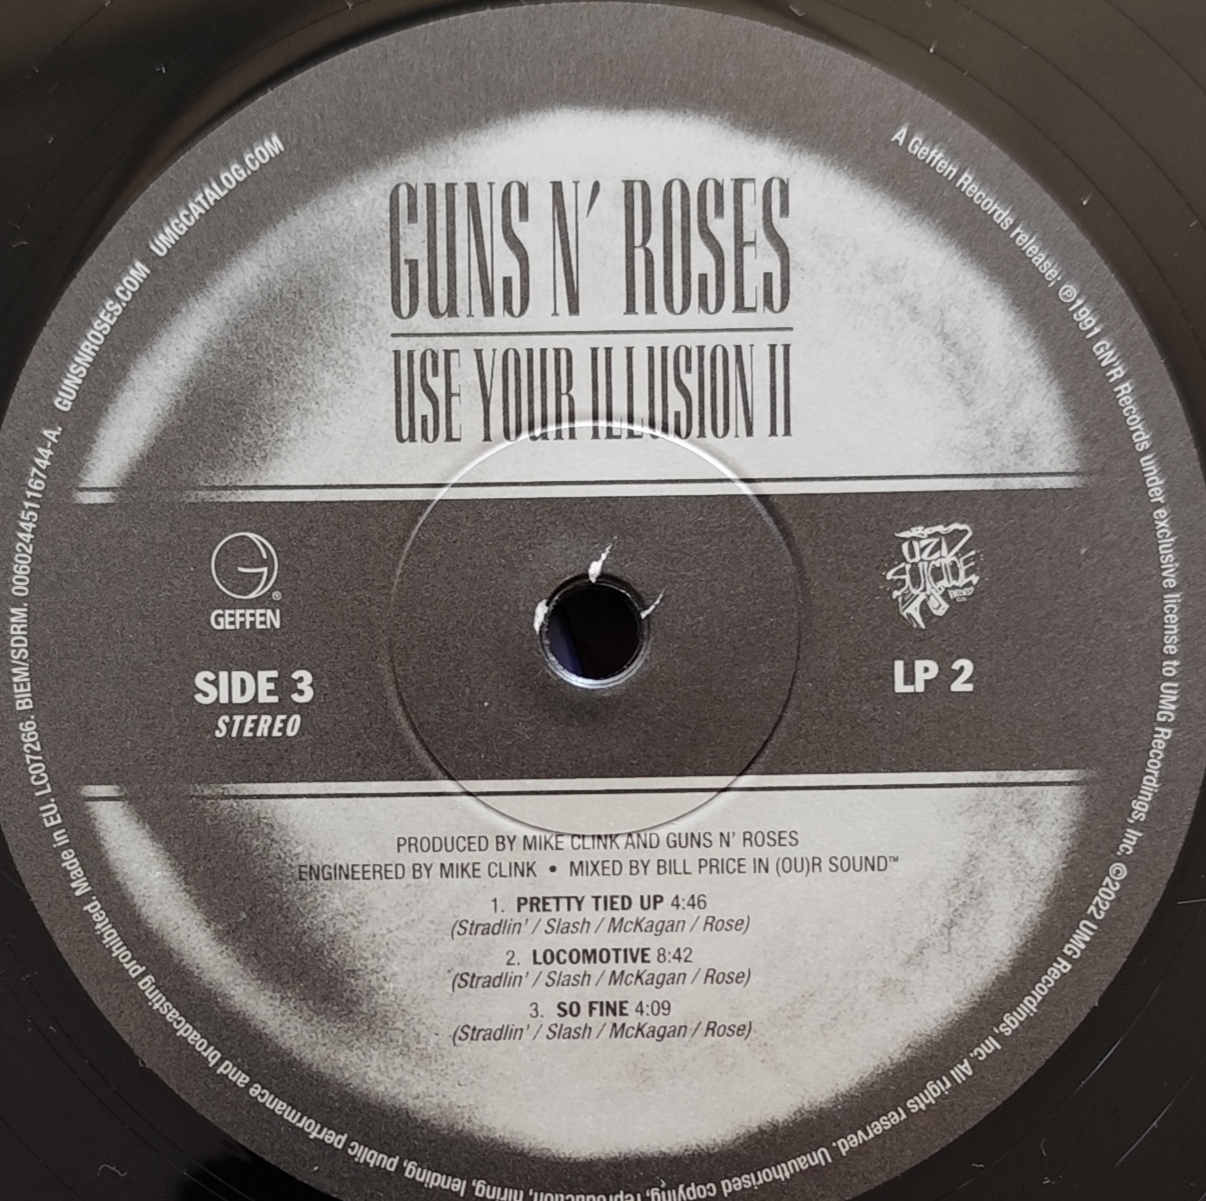 GUNS N' ROSES
USE YOUR ILLUSION II
GEFFEN
®
SIDE 3
STEREO
UZI
SUICIDE
LP 2
PRODUCED BY MIKE CLINK AND GUNS N' ROSES
ENGINEERED BY MIKE CLINK • MIXED BY BILL PRICE IN (OU)R SOUND™
1. PRETTY TIED UP 4:46
(Stradlin' / Slash / McKagan / Rose)
2. LOCOMOTIVE 8:42
(Stradlin' / Slash / McKagan / Rose)
3. SO FINE 4:09
(Stradlin' / Slash / McKagan / Rose)
A Geffen Records release; ℗1991 GN'R Records under exclusive license to UMG Recordings, Inc. ©2022 UMG Recordings, Inc. All rights reserved. Unauthorised copying, reproduction, hiring, lending, public performance and broadcasting prohibited. Made in EU. LC07266. BIEM/SDRM. 00602445116744-A. GUNSNROSES.COM UMGCATALOG.COM